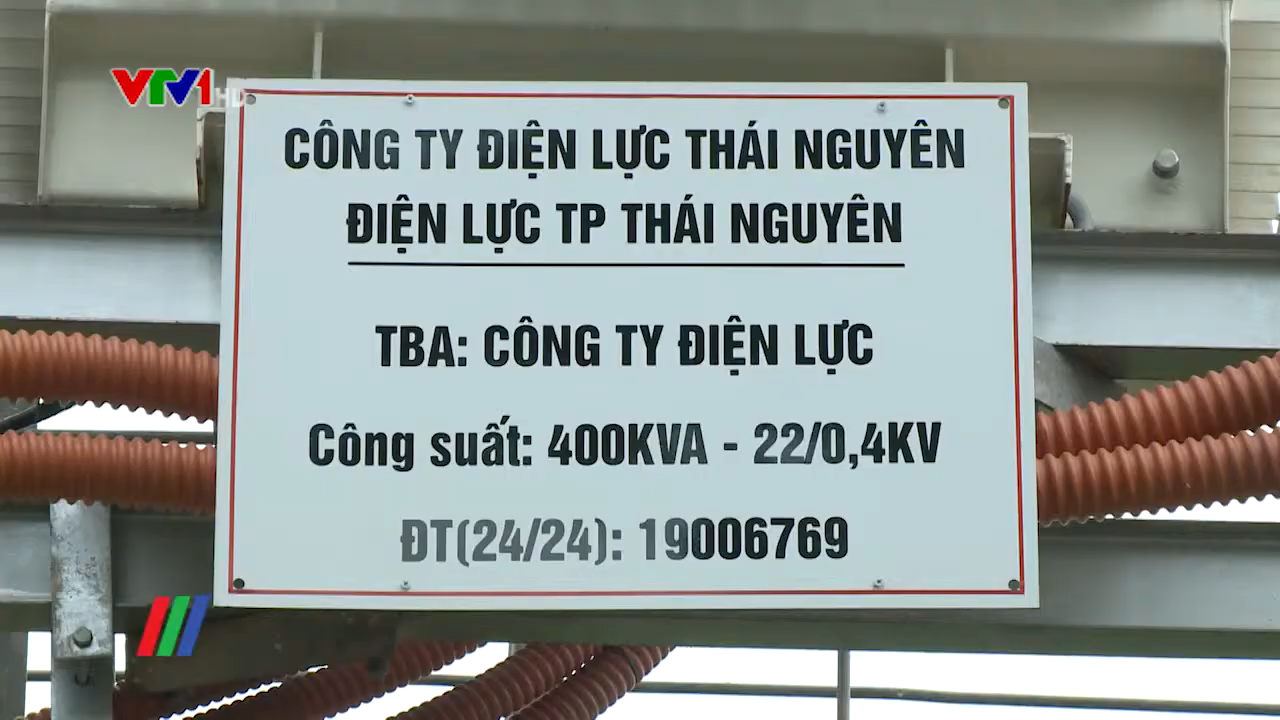 VTV1 HD
CÔNG TY ĐIỆN LỰC THÁI NGUYÊN
ĐIỆN LỰC TP THÁI NGUYÊN
TBA: CÔNG TY ĐIỆN LỰC
Công suất: 400KVA - 22/0,4KV
ĐT(24/24): 19006769